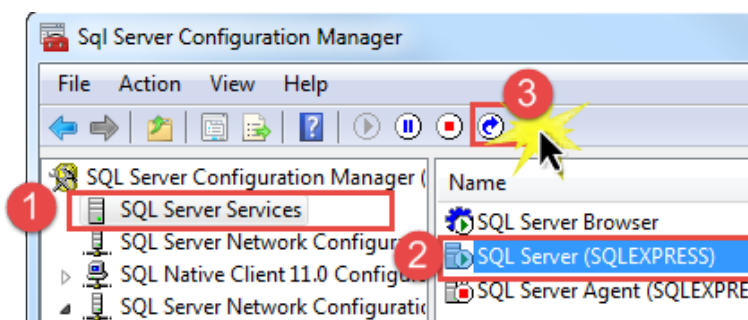 Sql Server Configuration Manager
File Action View Help
3
SQL Server Configuration Manager (
Name
1
SQL Server Services
SQL Server Browser
SQL Server Network Configur
2
SQL Server (SQLEXPRESS)
SQL Native Client 11.0 Configu
SQL Server Agent (SQLEXPRE
SQL Server Network Configuratic